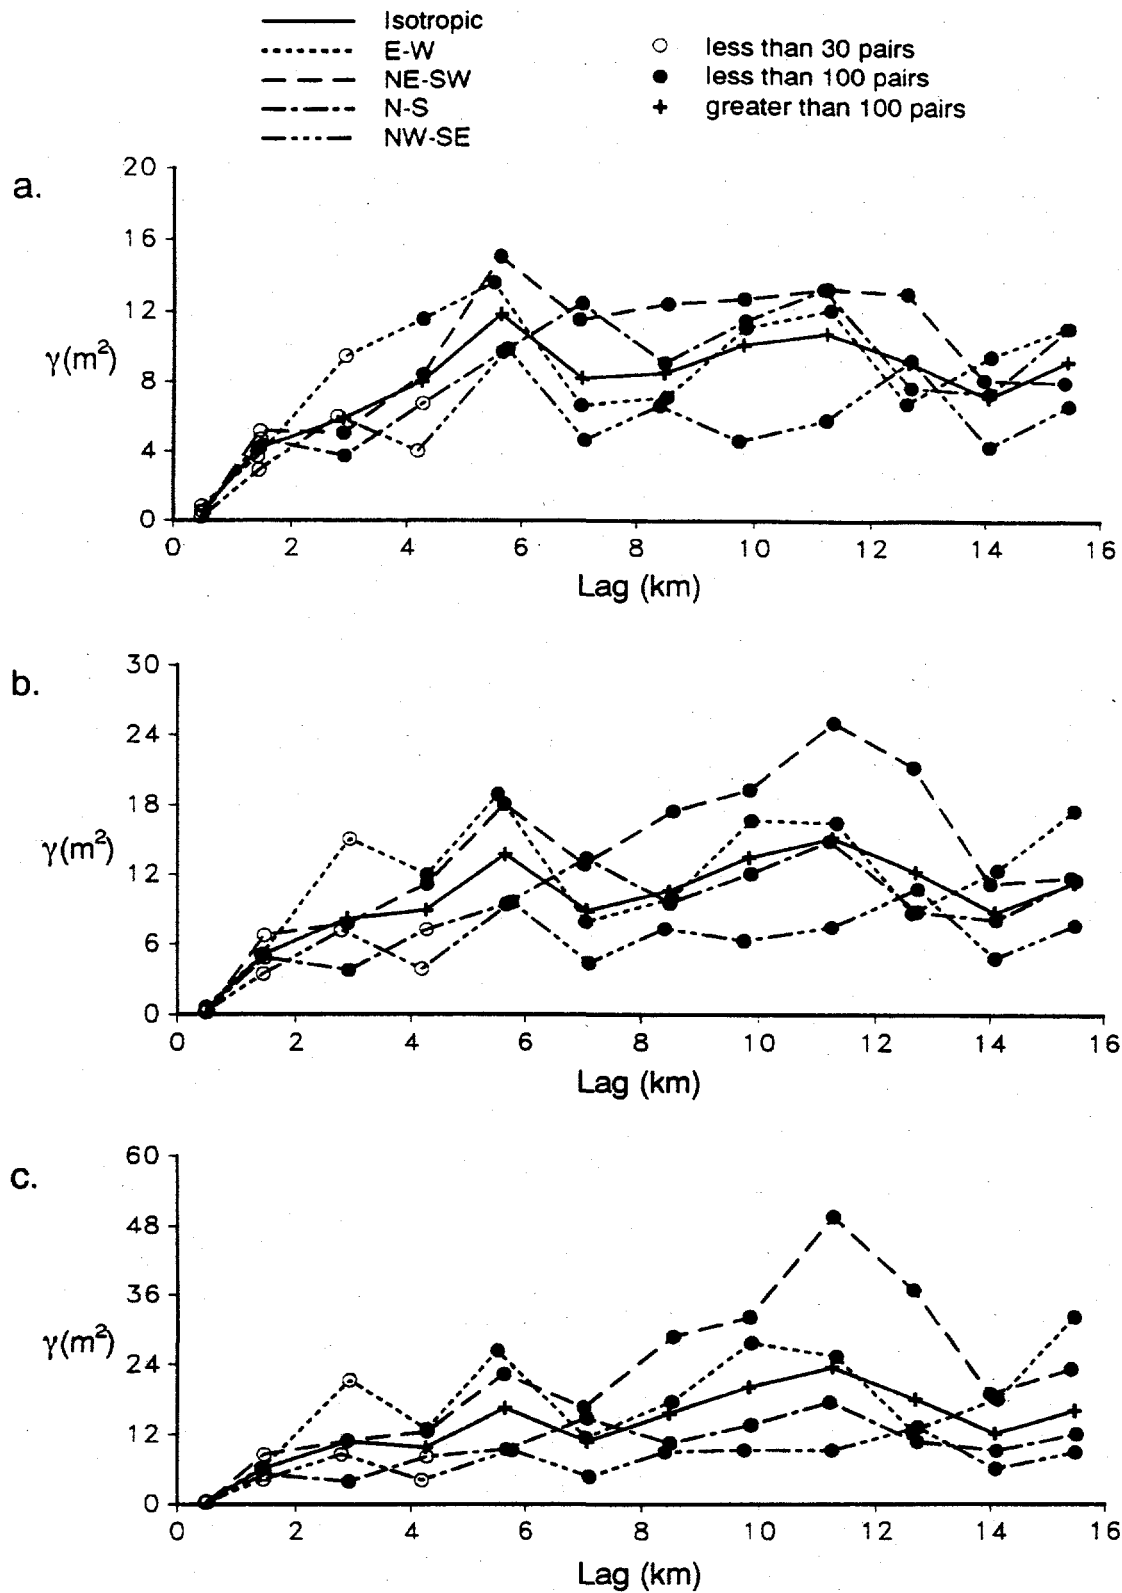 Isotropic
E-W
NE-SW
N-S
NW-SE
less than 30 pairs
less than 100 pairs
greater than 100 pairs
a.
20
16
12
8
4
0
γ(m²)
0 2 4 6 8 10 12 14 16
Lag (km)
b.
30
24
18
12
6
0
γ(m²)
0 2 4 6 8 10 12 14 16
Lag (km)
c.
60
48
36
24
12
0
γ(m²)
0 2 4 6 8 10 12 14 16
Lag (km)